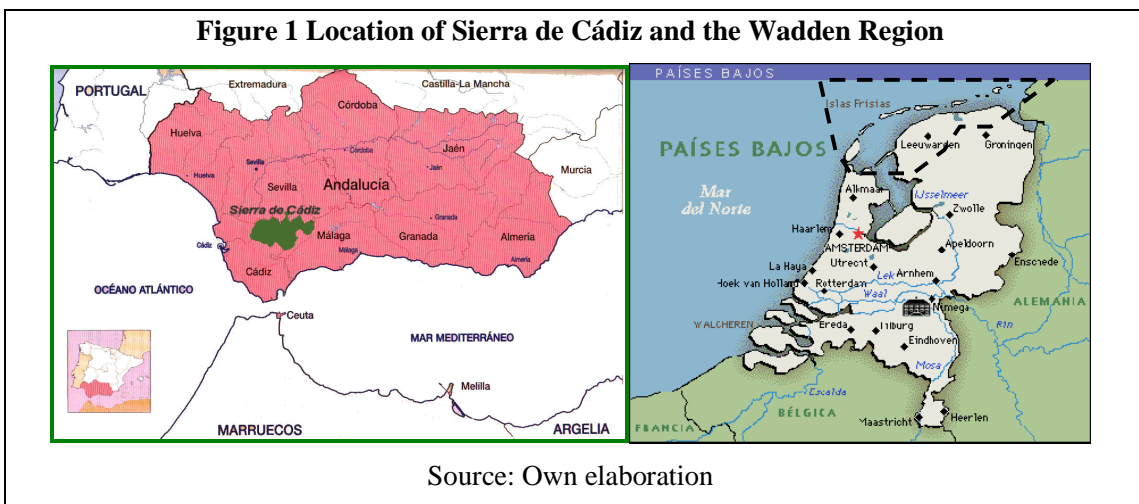 Figure 1 Location of Sierra de Cádiz and the Wadden Region
PORTUGAL
Extremadura
Castilla-La Mancha
Córdoba
Huelva
Jaén
Murcia
Sevilla
Córdoba
Jaén
Huelva
Sevilla
Andalucía
Sierra de Cádiz
Granada
Cádiz
Málaga
Granada
Almería
Málaga
Almería
Cádiz
OCÉANO ATLÁNTICO
Ceuta
MAR MEDITERRÁNEO
Melilla
MARRUECOS
ARGELIA
PAÍSES BAJOS
Islas Frisias
Leeuwarden
Groningen
PAÍSES BAJOS
Alkmaar
IJsselmeer
Mar
del Norte
Zwolle
Haarlem
AMSTERDAM
Apeldoorn
Utrecht
Enschede
La Haya
Lek
Arnhem
Hoek van Holland
Rotterdam
Waal
Nimega
ALEMANIA
WALCHEREN
Ereda
Tilburg
Rin
Eindhoven
Mosa
Escalda
BÉLGICA
Maastricht
Heerlen
FRANCIA
Source: Own elaboration